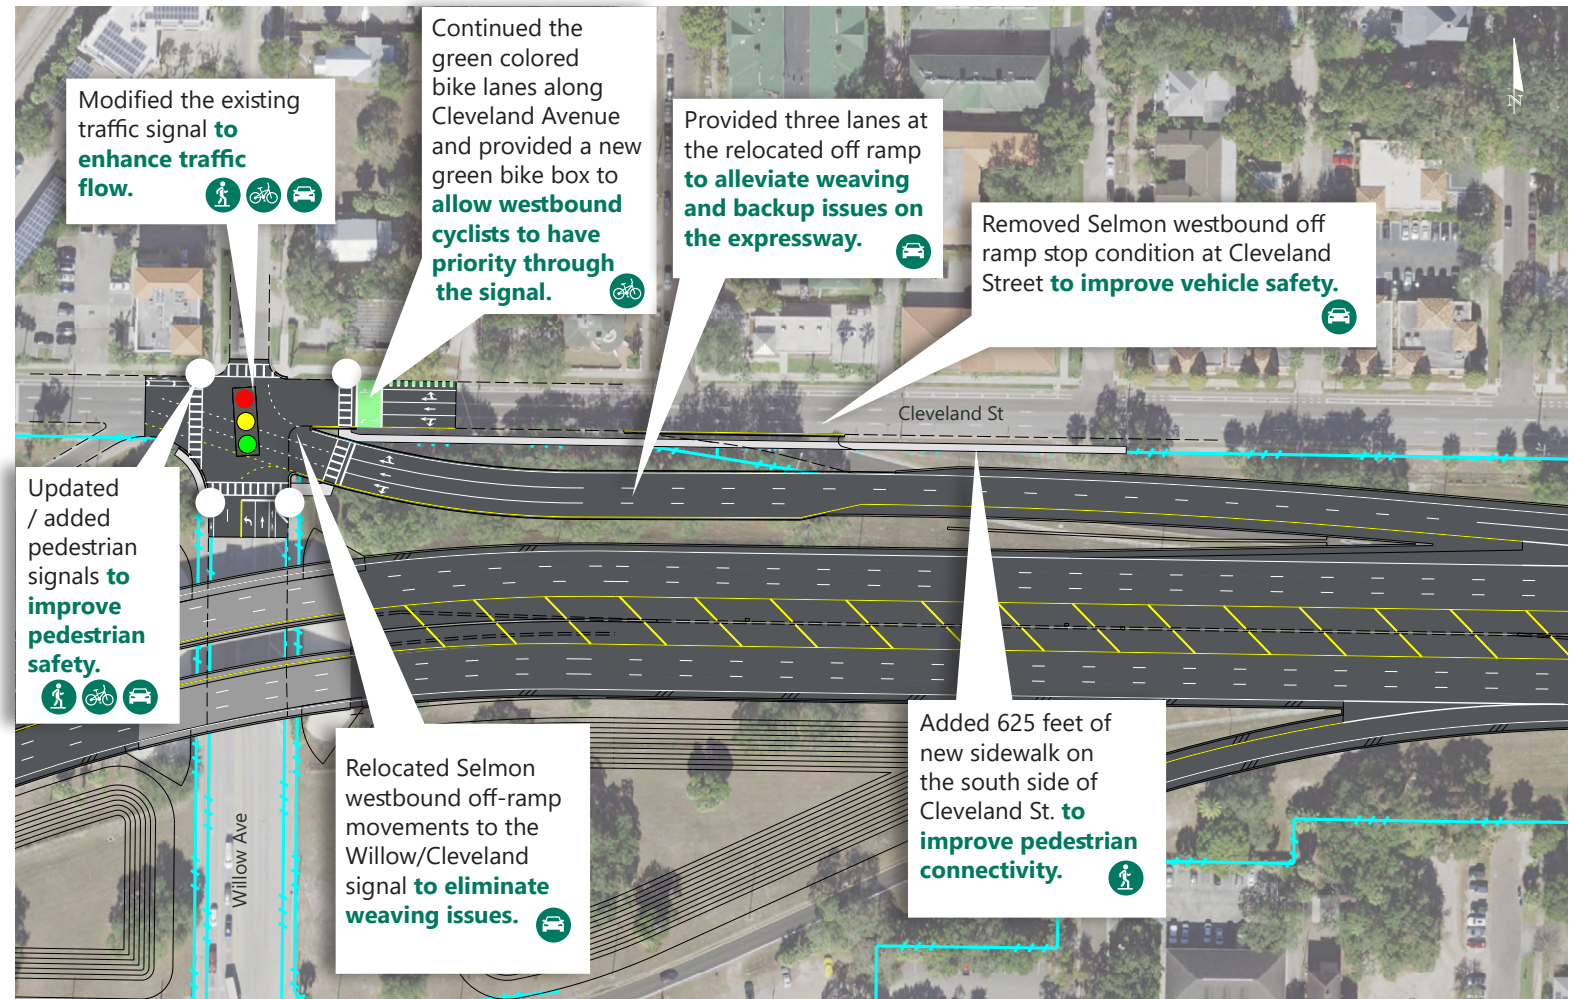 Modified the existing
traffic signal to
enhance traffic
flow.
Continued the
green colored
bike lanes along
Cleveland Avenue
and provided a new
green bike box to
allow westbound
cyclists to have
priority through
the signal.
Provided three lanes at
the relocated off ramp
to alleviate weaving
and backup issues on
the expressway.
Removed Selmon westbound off
ramp stop condition at Cleveland
Street to improve vehicle safety.
N
Cleveland St
Updated
/ added
pedestrian
signals to
improve
pedestrian
safety.
Relocated Selmon
westbound off-ramp
movements to the
Willow/Cleveland
signal to eliminate
weaving issues.
Added 625 feet of
new sidewalk on
the south side of
Cleveland St. to
improve pedestrian
connectivity.
Willow Ave